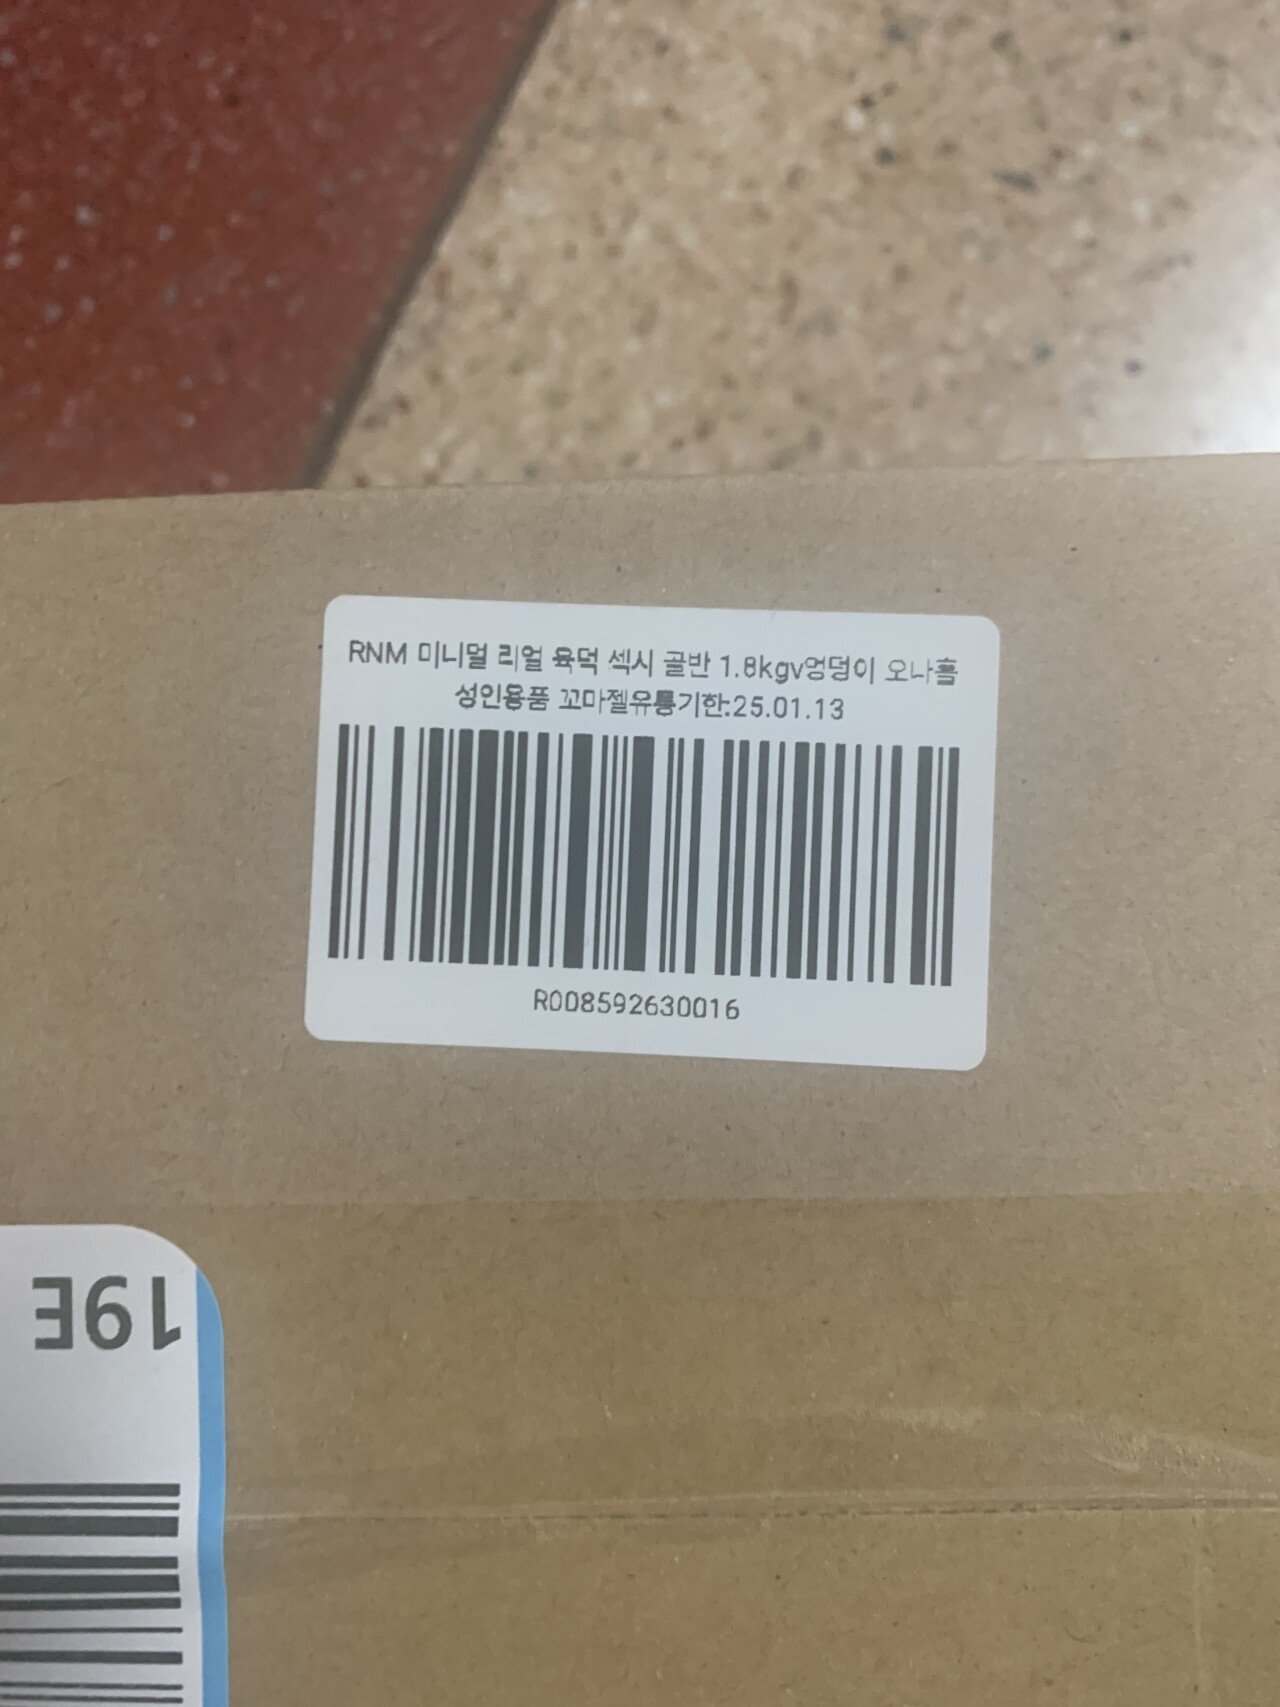 RNM 미니멀 리얼 육덕 섹시 골반 1.8kgv엉덩이 오나홀
성인용품 꼬마젤유통기한:25.01.13
R008592630016
19E